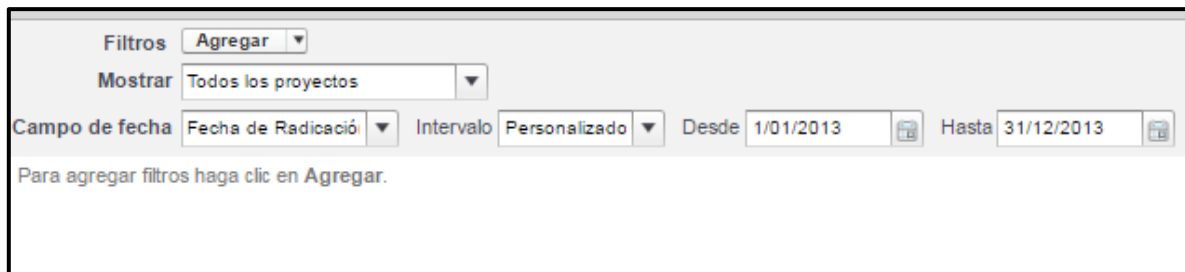 Filtros Agregar
Mostrar Todos los proyectos
Campo de fecha Fecha de Radicació Intervalo Personalizado Desde 1/01/2013 Hasta 31/12/2013
Para agregar filtros haga clic en Agregar.